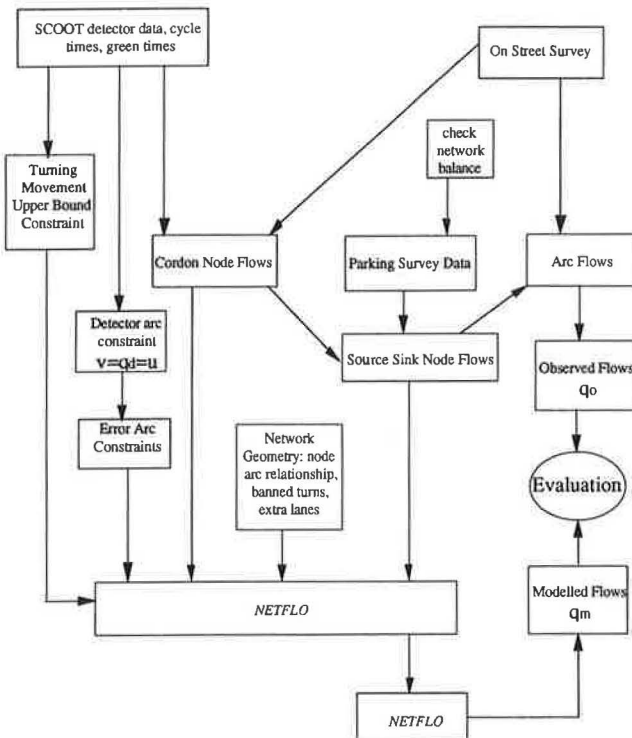 SCOOT detector data, cycle
times, green times
On Street Survey
check
network
balance
Turning
Movement
Upper Bound
Constraint
Cordon Node Flows
Parking Survey Data
Arc Flows
Detector arc
constraint
v=qd=u
Source Sink Node Flows
Observed Flows
qo
Error Arc
Constraints
Network
Geometry: node
arc relationship,
banned turns,
extra lanes
Evaluation
NETFLO
Modelled Flows
qm
NETFLO